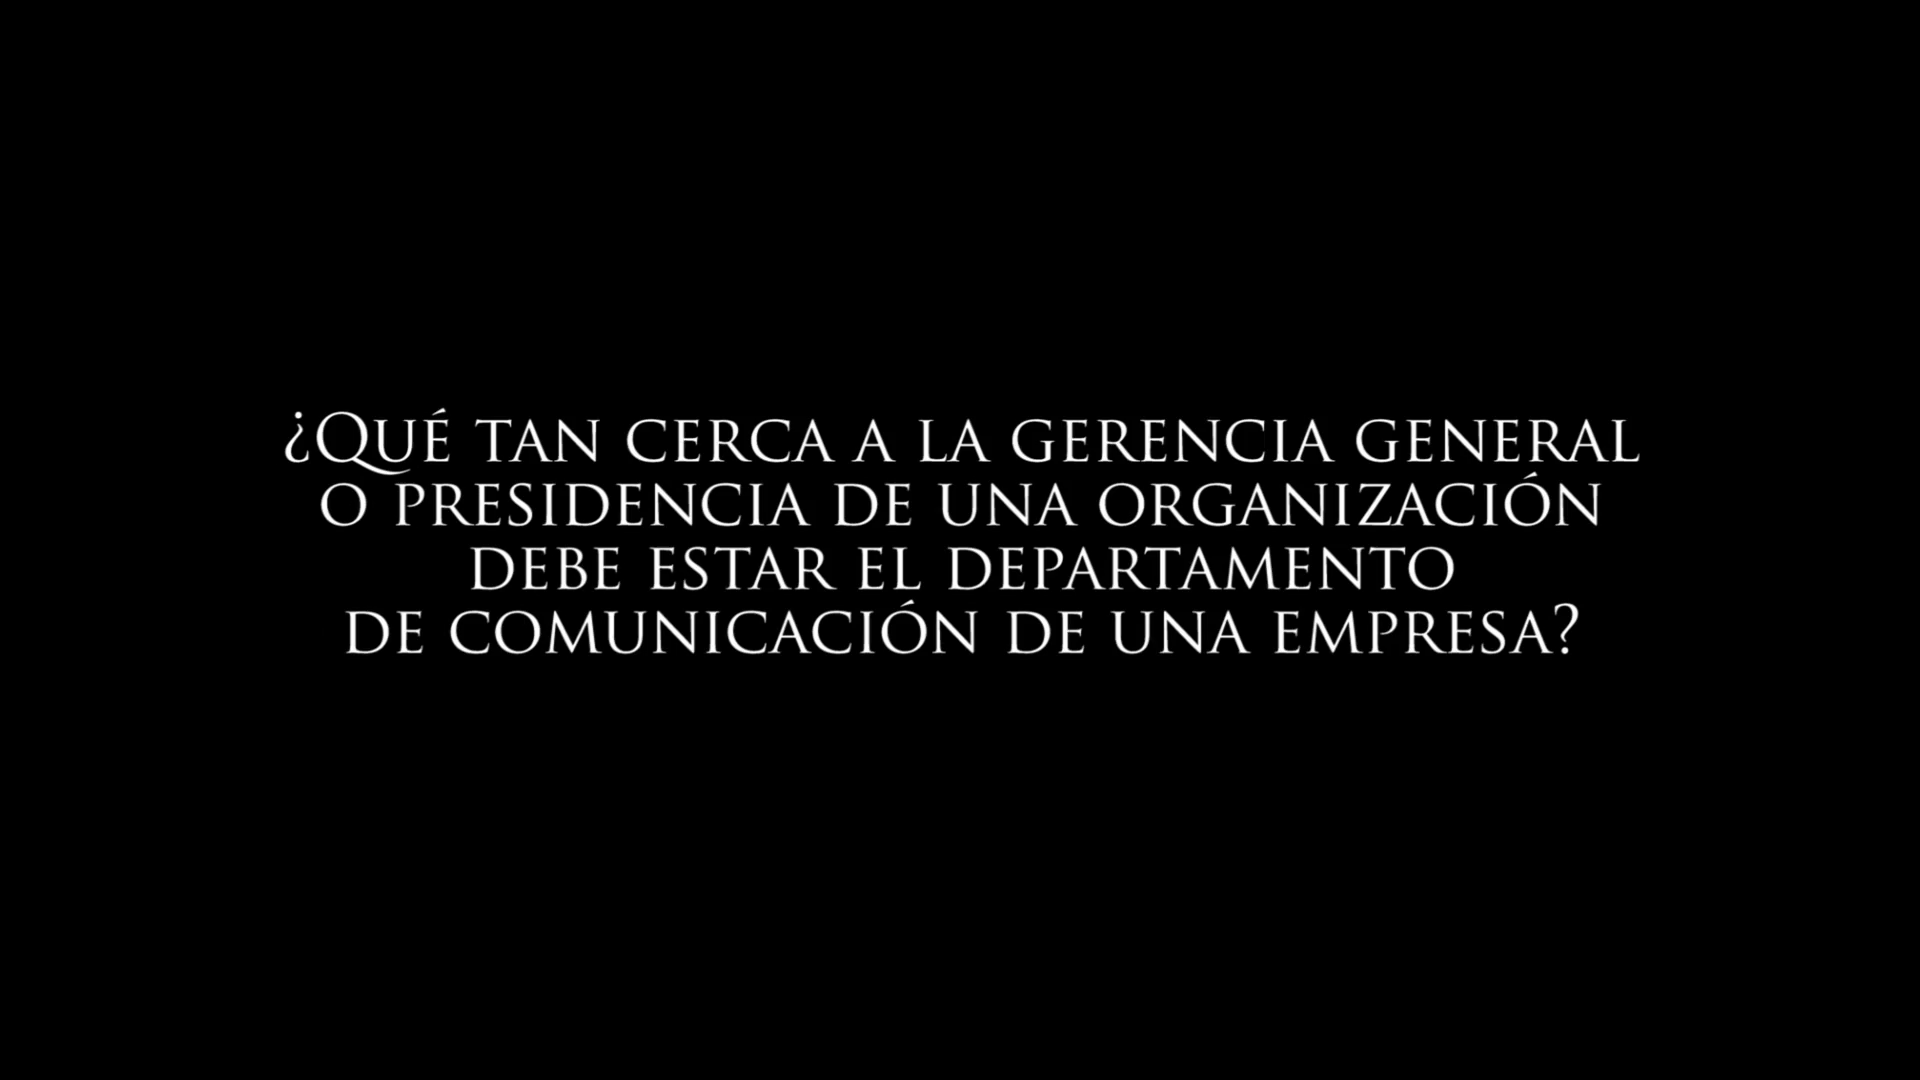 ¿Qué tan cerca a la gerencia general
o presidencia de una organización
debe estar el departamento
de comunicación de una empresa?